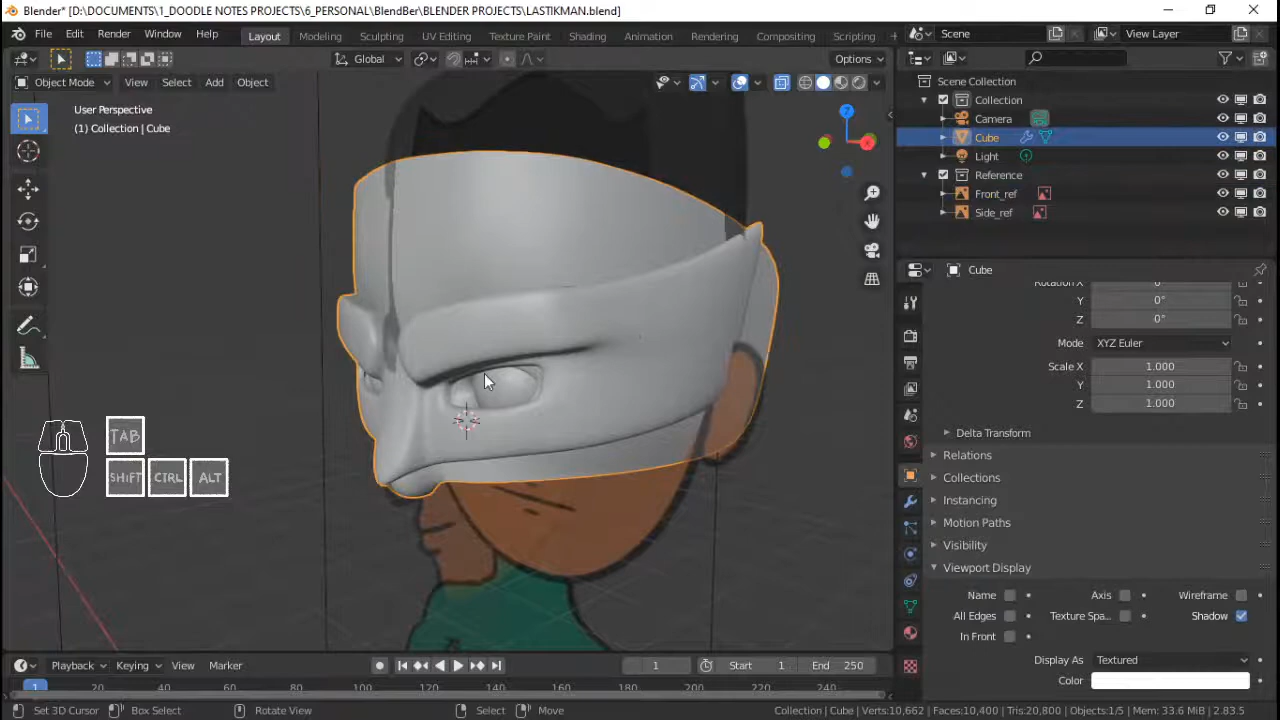 Blender* [D:\DOCUMENTS\1_DOODLE NOTES PROJECTS\6_PERSONAL\BlendBer\BLENDER PROJECTS\LASTIKMAN.blend]
File Edit Render Window Help Layout Modeling Sculpting UV Editing Texture Paint Shading Animation Rendering Compositing Scripting + Scene View Layer
Global Options
Object Mode View Select Add Object
Scene Collection
Collection
Camera
Cube
Light
Reference
Front_ref
Side_ref
User Perspective
(1) Collection | Cube
Z
X
TAB
SHIFT CTRL ALT
Cube
Rotation X 0°
Y 0°
Z 0°
Mode XYZ Euler
Scale X 1.000
Y 1.000
Z 1.000
Delta Transform
Relations
Collections
Instancing
Motion Paths
Visibility
Viewport Display
Name Axis Wireframe
All Edges Texture Spa... Shadow
In Front
Display As Textured
Color
Playback Keying View Marker 1 Start 1 End 250
1 20 40 60 80 100 120 140 160 180 200 220 240
Set 3D Cursor Box Select Rotate View Select Move Collection | Cube | Verts:10,662 | Faces:10,400 | Tris:20,800 | Objects:1/5 | Mem: 33.6 MiB | 2.83.5